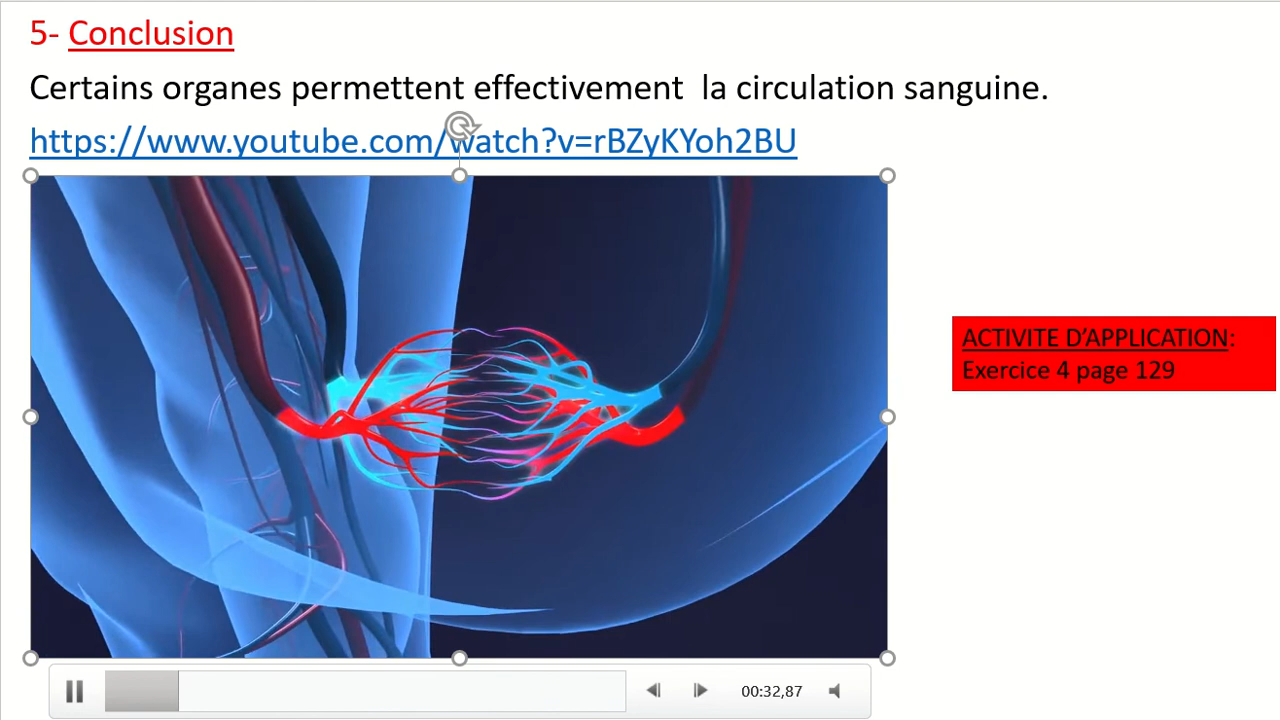 5- Conclusion
Certains organes permettent effectivement la circulation sanguine.
https://www.youtube.com/watch?v=rBZyKYoh2BU
ACTIVITE D’APPLICATION:
Exercice 4 page 129
00:32,87